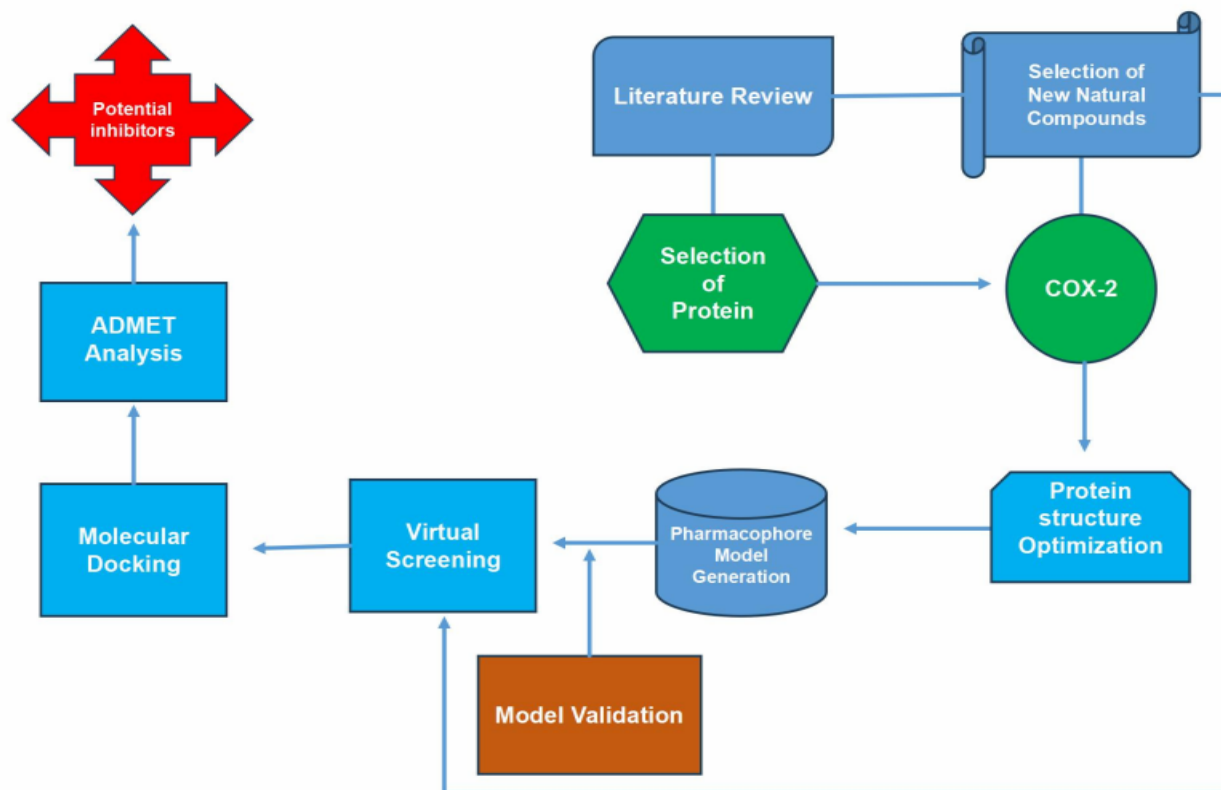 Potential
inhibitors
Literature Review
Selection of
New Natural
Compounds
Selection
of
Protein
COX-2
ADMET
Analysis
Protein
structure
Optimization
Pharmacophore
Model
Generation
Virtual
Screening
Molecular
Docking
Model Validation